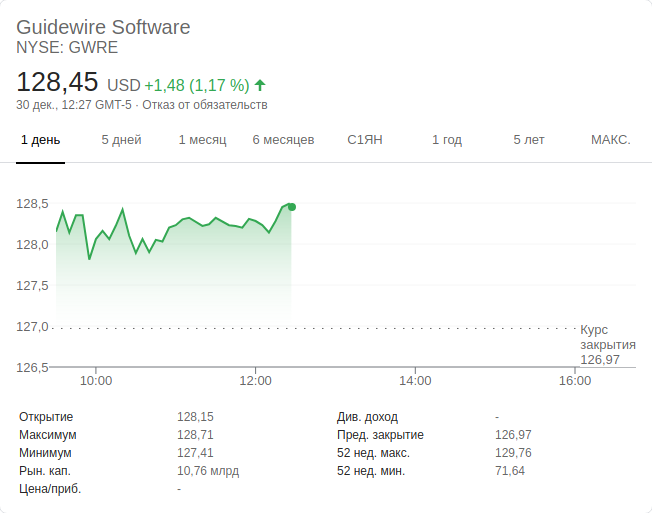 Guidewire Software
NYSE: GWRE
128,45 USD +1,48 (1,17 %)
30 дек., 12:27 GMT-5 · Отказ от обязательств
1 день 5 дней 1 месяц 6 месяцев С1ЯН 1 год 5 лет МАКС.
128,5
128,0
127,5
127,0
126,5
Курс
закрытия
126,97
10:00 12:00 14:00 16:00
Открытие 128,15 Див. доход -
Максимум 128,71 Пред. закрытие 126,97
Минимум 127,41 52 нед. макс. 129,76
Рын. кап. 10,76 млрд 52 нед. мин. 71,64
Цена/приб. -